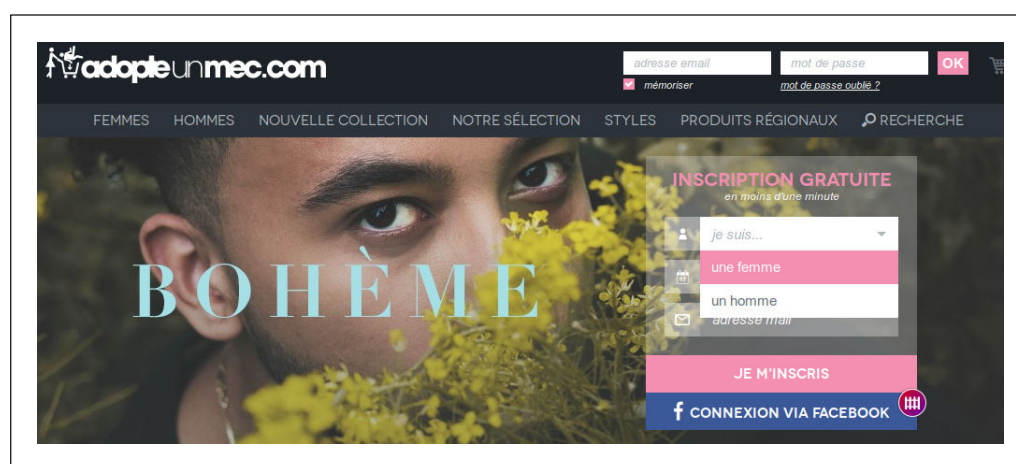 adopteunmec.com
adresse email mot de passe OK
mémoriser mot de passe oublié ?
FEMMES HOMMES NOUVELLE COLLECTION NOTRE SÉLECTION STYLES PRODUITS RÉGIONAUX RECHERCHE
INSCRIPTION GRATUITE
en moins d'une minute
je suis...
une femme
un homme
adresse mail
BOHÈME
JE M'INSCRIS
f CONNEXION VIA FACEBOOK